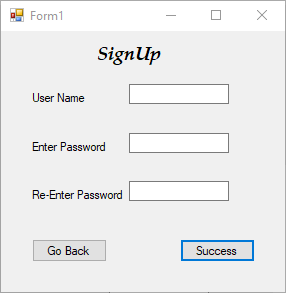 Form1
SignUp
User Name
Enter Password
Re-Enter Password
Go Back Success